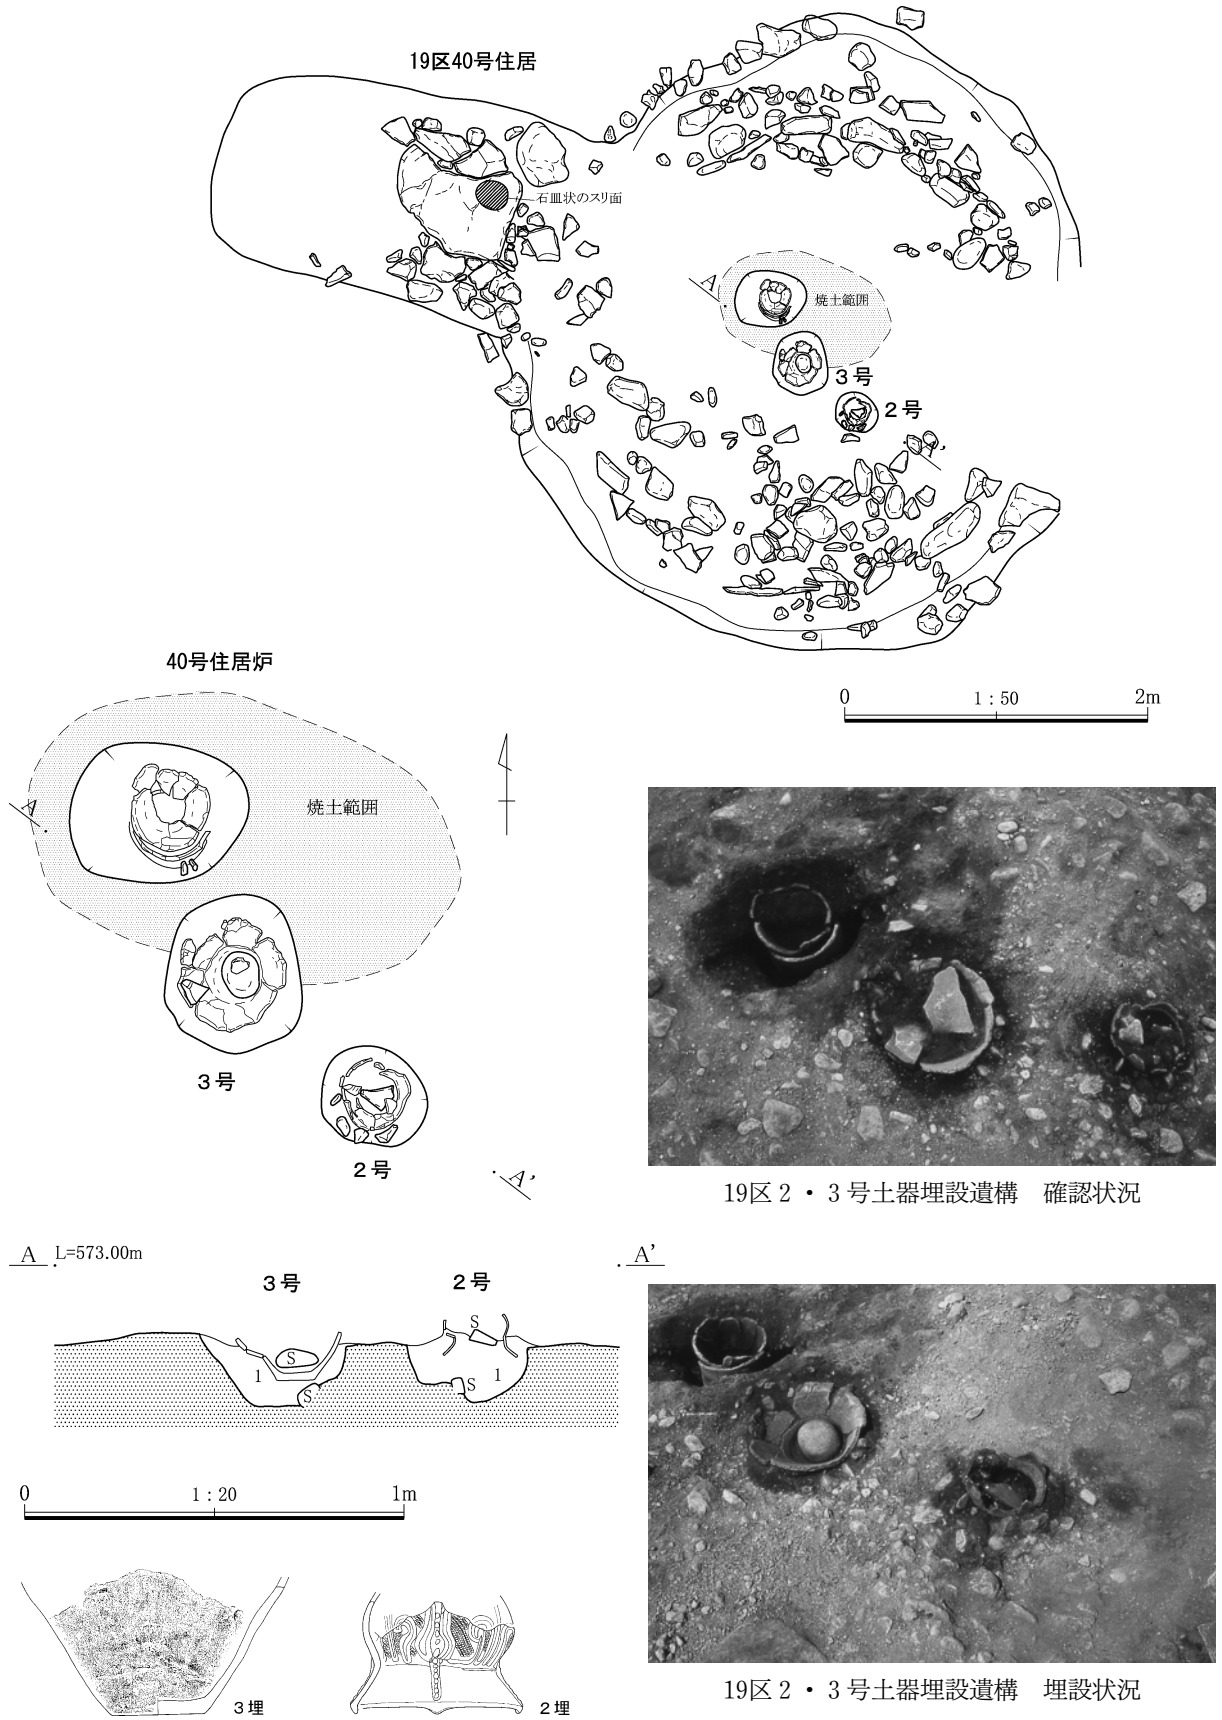 19区40号住居
石皿状のスリ面
A
焼土範囲
3号
2号
A’
40号住居炉
0
1：50
2m
A
焼土範囲
3号
2号
A’
19区2・3号土器埋設遺構　確認状況
A
L=573.00m
A’
3号
2号
S
S
1
S
S
1
0
1：20
1m
3埋
2埋
19区2・3号土器埋設遺構　埋設状況